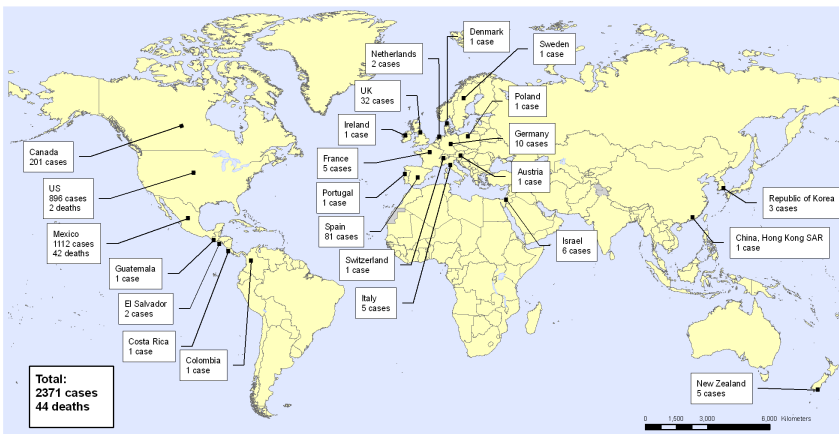 Denmark
1 case
Sweden
1 case
Netherlands
2 cases
UK
32 cases
Poland
1 case
Ireland
1 case
Germany
10 cases
Canada
201 cases
France
5 cases
Austria
1 case
US
896 cases
2 deaths
Portugal
1 case
Republic of Korea
3 cases
Mexico
1112 cases
42 deaths
Spain
81 cases
Israel
6 cases
China, Hong Kong SAR
1 case
Guatemala
1 case
Switzerland
1 case
El Salvador
2 cases
Italy
5 cases
Costa Rica
1 case
Colombia
1 case
Total:
2371 cases
44 deaths
New Zealand
5 cases
0 1,500 3,000 6,000 Kilometers